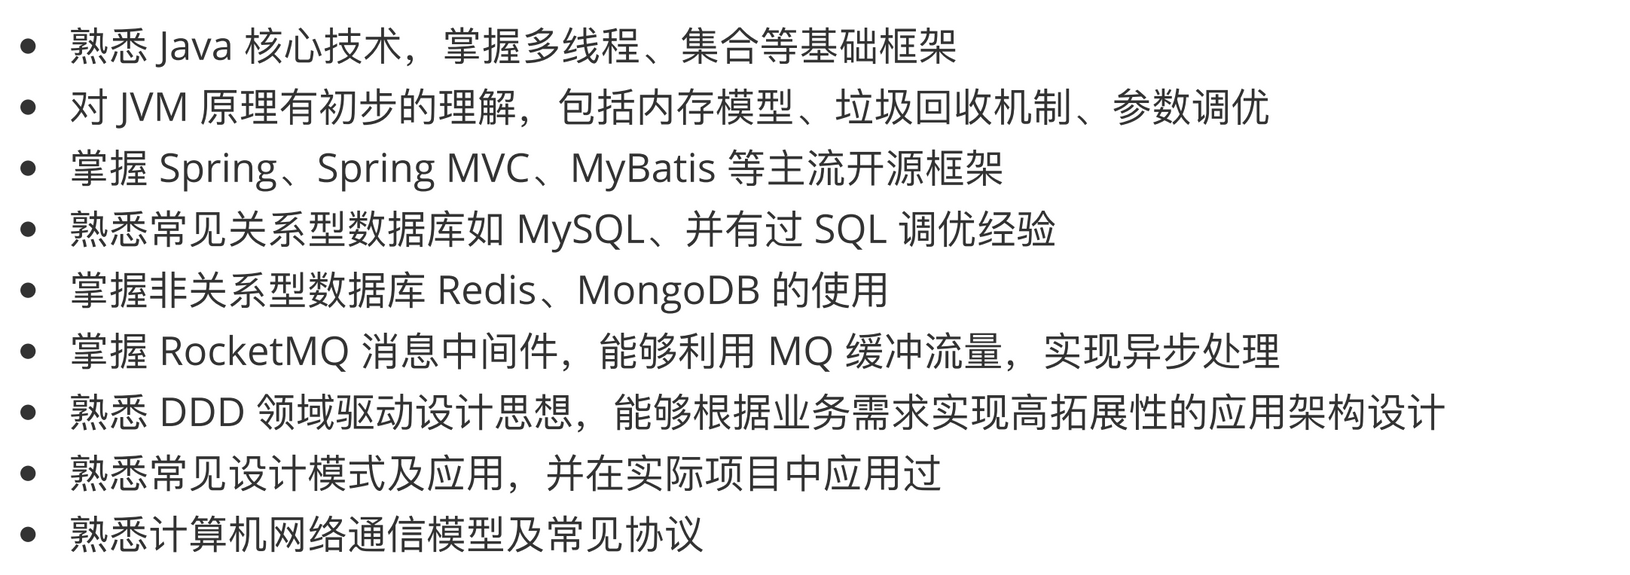 • 熟悉 Java 核心技术，掌握多线程、集合等基础框架
• 对 JVM 原理有初步的理解，包括内存模型、垃圾回收机制、参数调优
• 掌握 Spring、Spring MVC、MyBatis 等主流开源框架
• 熟悉常见关系型数据库如 MySQL、并有过 SQL 调优经验
• 掌握非关系型数据库 Redis、MongoDB 的使用
• 掌握 RocketMQ 消息中间件，能够利用 MQ 缓冲流量，实现异步处理
• 熟悉 DDD 领域驱动设计思想，能够根据业务需求实现高拓展性的应用架构设计
• 熟悉常见设计模式及应用，并在实际项目中应用过
• 熟悉计算机网络通信模型及常见协议